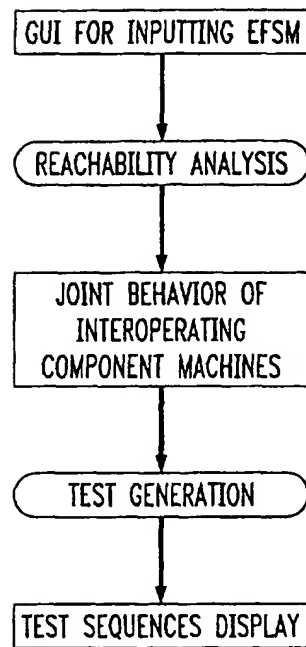 GUI FOR INPUTTING EFSM
REACHABILITY ANALYSIS
JOINT BEHAVIOR OF
INTEROPERATING
COMPONENT MACHINES
TEST GENERATION
TEST SEQUENCES DISPLAY